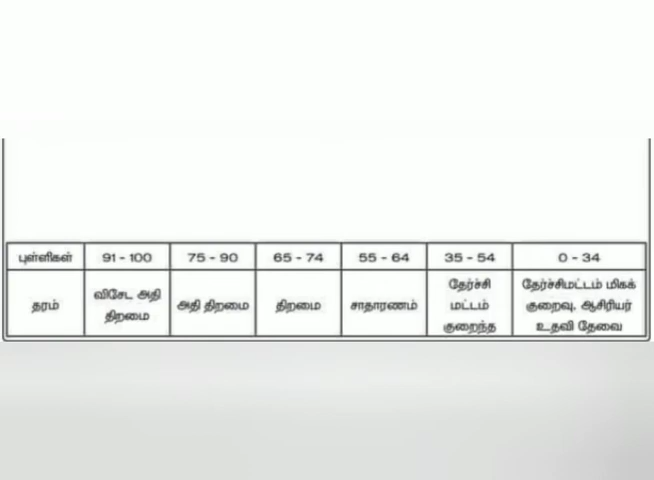 புள்ளிகள் 91 - 100 75 - 90 65 - 74 55 - 64 35 - 54 0 - 34
தரம் விசேட அதி திறமை அதி திறமை திறமை சாதாரணம் தேர்ச்சி மட்டம் குறைந்த தேர்ச்சிமட்டம் மிகக் குறைவு. ஆசிரியர் உதவி தேவை